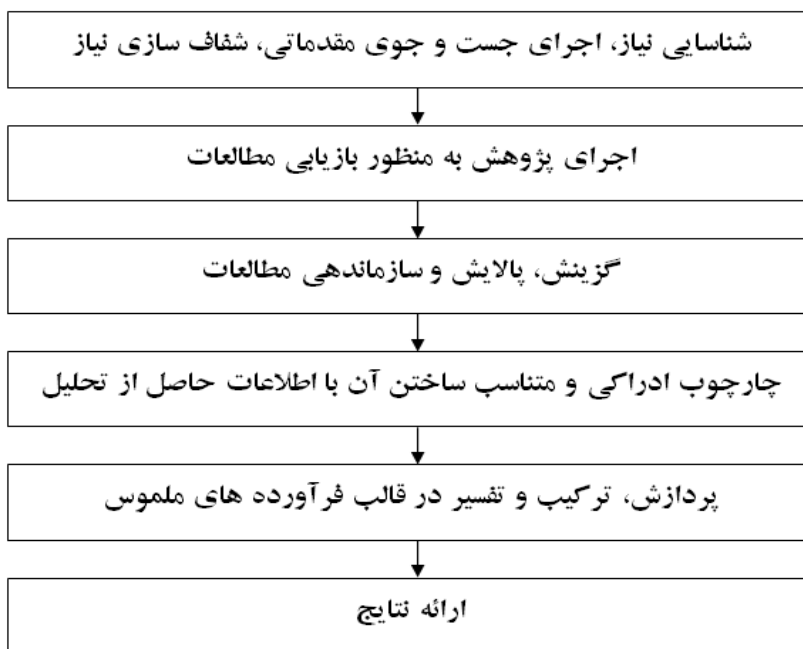 شناسایی نیاز، اجرای جست و جوی مقدماتی، شفاف سازی نیاز
اجرای پژوهش به منظور بازیابی مطالعات
گزینش، پالایش و سازماندهی مطالعات
چارچوب ادراکی و متناسب ساختن آن با اطلاعات حاصل از تحلیل
پردازش، ترکیب و تفسیر در قالب فرآورده های ملموس
ارائه نتایج